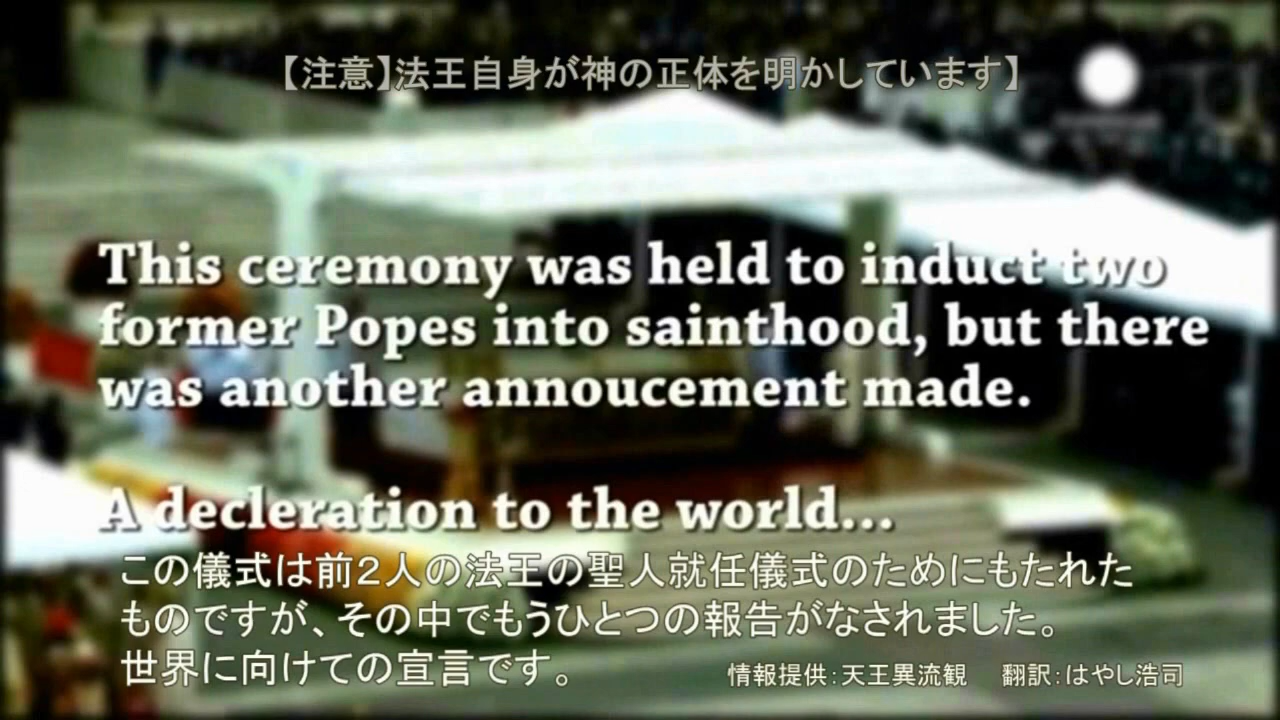 【注意】法王自身が神の正体を明かしています】
This ceremony was held to induct two
former Popes into sainthood, but there
was another annoucement made.
A decleration to the world...
この儀式は前２人の法王の聖人就任儀式のためにもたれた
ものですが、その中でもうひとつの報告がなされました。
世界に向けての宣言です。
情報提供：天王異流観　翻訳：はやし浩司